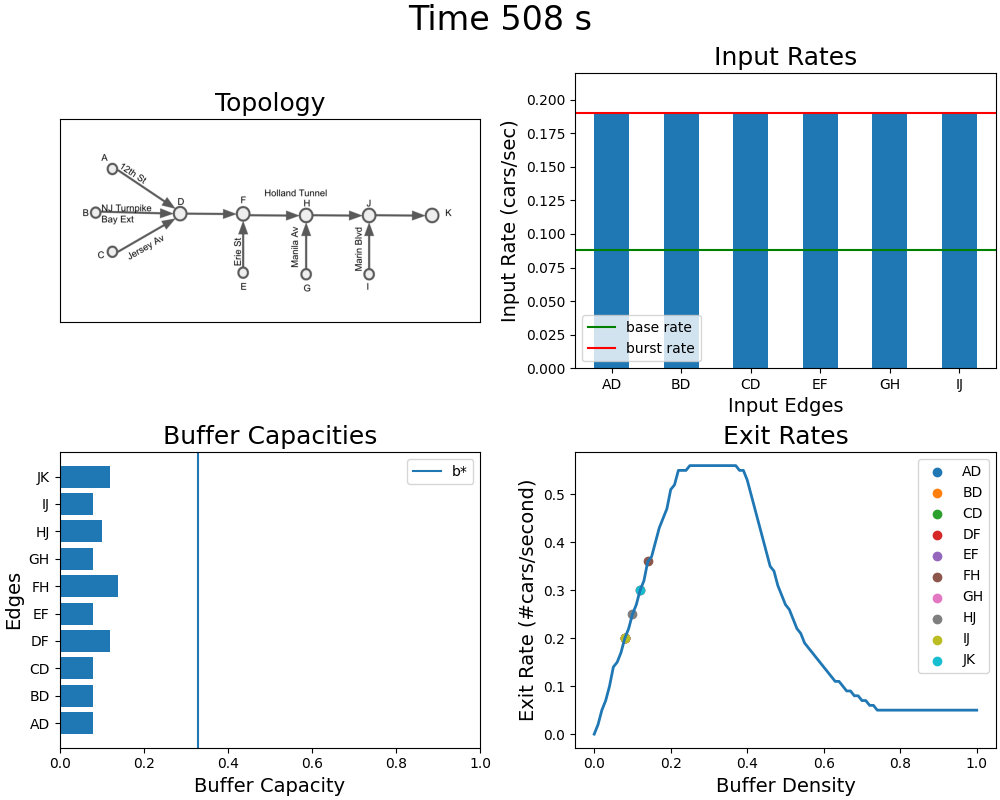 Time 508 s
Topology
A
12th St
B
NJ Turnpike
Bay Ext
C
Jersey Av
D
F
Holland Tunnel
H
J
K
Erie St
Manila Av
Marin Blvd
E
G
I
Input Rates
Input Rate (cars/sec)
0.200
0.175
0.150
0.125
0.100
0.075
0.050
0.025
0.000
base rate
burst rate
AD BD CD EF GH IJ
Input Edges
Buffer Capacities
Edges
JK
IJ
HJ
GH
FH
EF
DF
CD
BD
AD
b*
0.0 0.2 0.4 0.6 0.8 1.0
Buffer Capacity
Exit Rates
Exit Rate (#cars/second)
0.5
0.4
0.3
0.2
0.1
0.0
AD
BD
CD
DF
EF
FH
GH
HJ
IJ
JK
0.0 0.2 0.4 0.6 0.8 1.0
Buffer Density